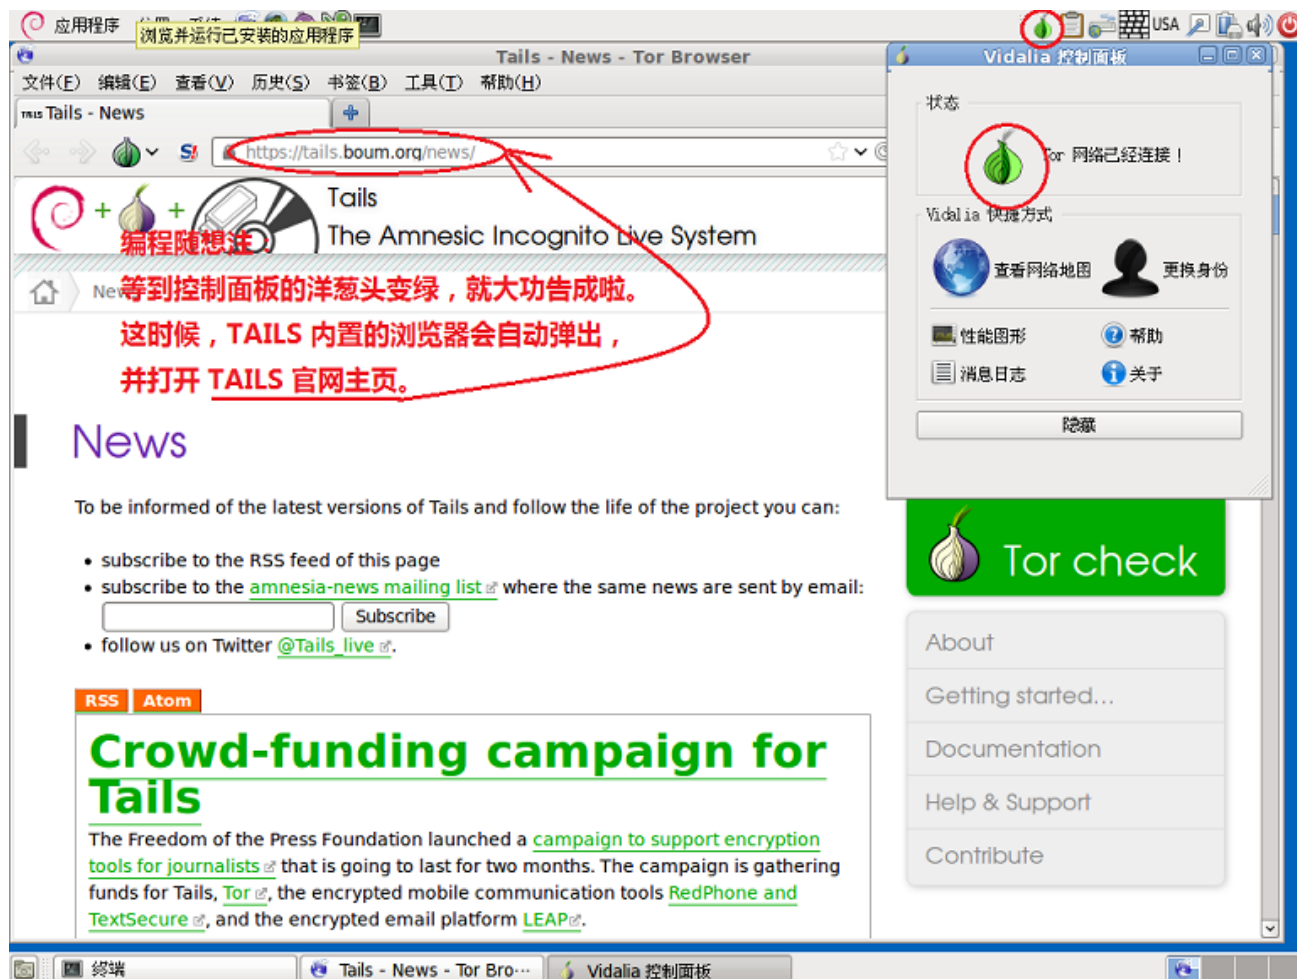 应用程序
USA
浏览并运行已安装的应用程序
Tails - News - Tor Browser
文件(F) 编辑(E) 查看(V) 历史(S) 书签(B) 工具(T) 帮助(H)
Tails - News
https://tails.boum.org/news/
Tails
The Amnesic Incognito Live System
编程随想注
News
等到控制面板的洋葱头变绿，就大功告成啦。
这时候，TAILS 内置的浏览器会自动弹出，
并打开 TAILS 官网主页。
News
To be informed of the latest versions of Tails and follow the life of the project you can:
subscribe to the RSS feed of this page
subscribe to the amnesia-news mailing list where the same news are sent by email:
Subscribe
follow us on Twitter @Tails_live.
RSS Atom
Crowd-funding campaign for
Tails
The Freedom of the Press Foundation launched a campaign to support encryption
tools for journalists that is going to last for two months. The campaign is gathering
funds for Tails, Tor, the encrypted mobile communication tools RedPhone and
TextSecure, and the encrypted email platform LEAP.
Vidalia 控制面板
状态
Tor 网络已经连接！
Vidalia 快捷方式
查看网络地图 更换身份
性能图形 帮助
消息日志 关于
隐藏
Tor check
About
Getting started...
Documentation
Help & Support
Contribute
终端
Tails - News - Tor Bro...
Vidalia 控制面板